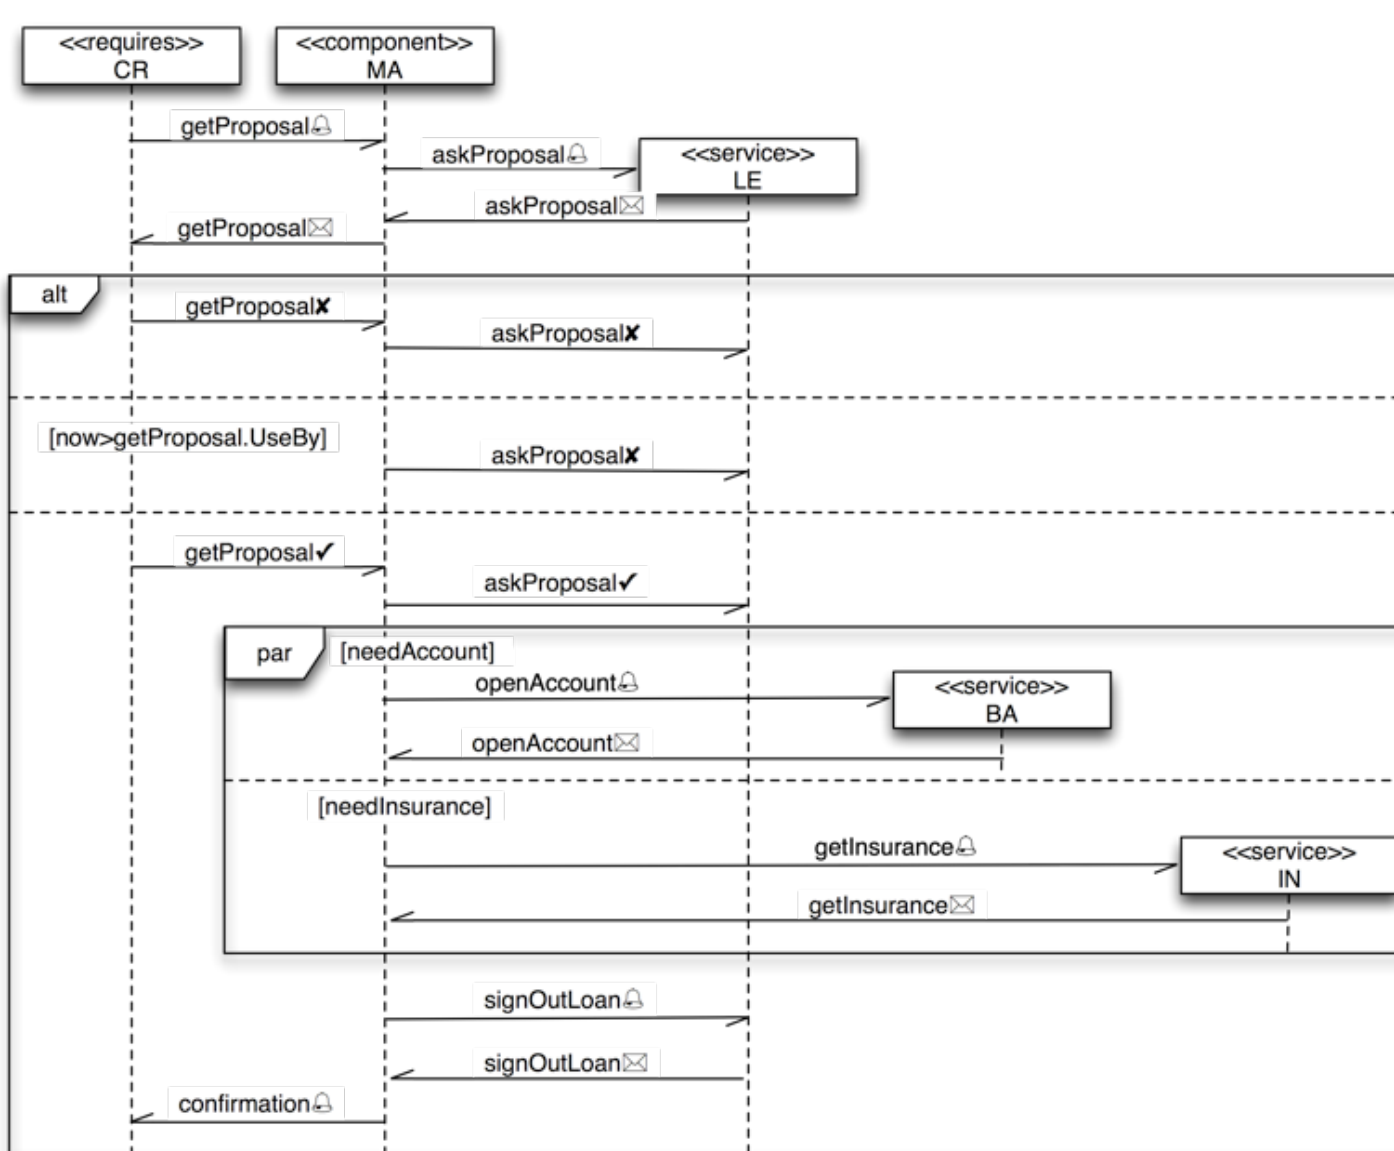 <<requires>>
CR
<<component>>
MA
getProposal🔔
askProposal🔔
<<service>>
LE
askProposal✉
getProposal✉
alt
getProposal✘
askProposal✘
[now>getProposal.UseBy]
askProposal✘
getProposal✔
askProposal✔
par
[needAccount]
openAccount🔔
<<service>>
BA
openAccount✉
[needInsurance]
getInsurance🔔
<<service>>
IN
getInsurance✉
signOutLoan🔔
signOutLoan✉
confirmation🔔